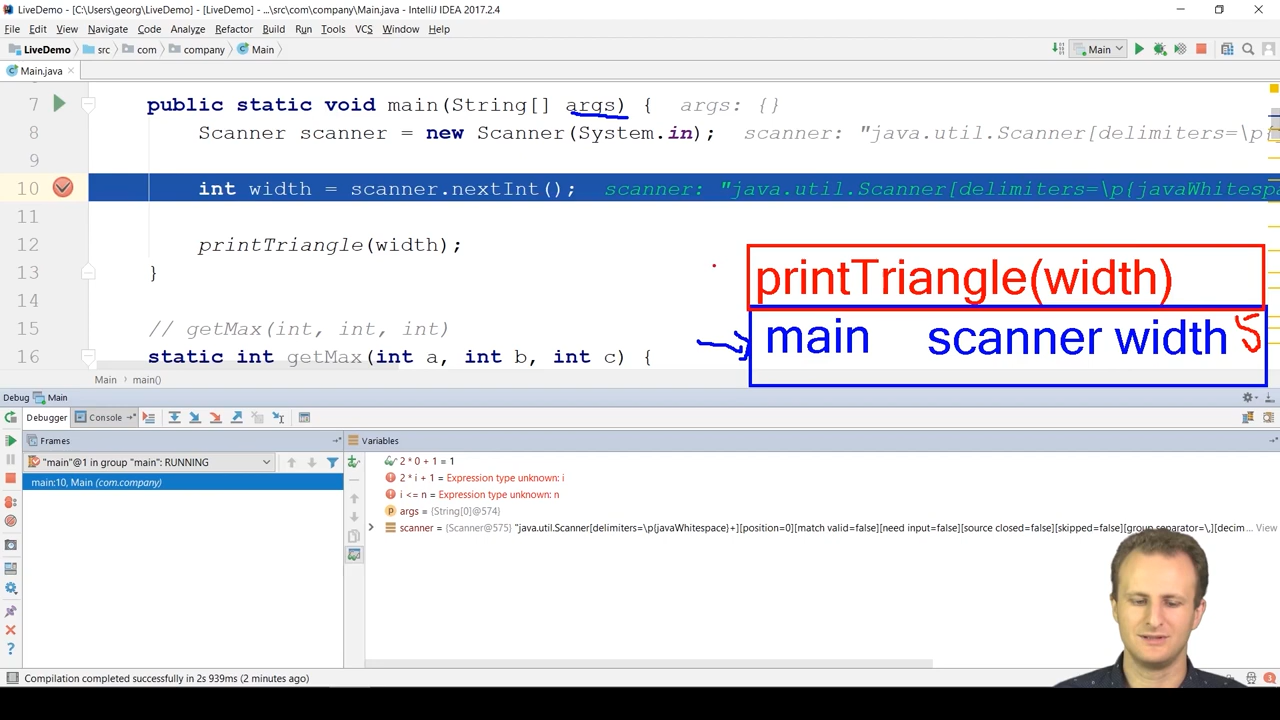 LiveDemo - [C:\Users\georg\LiveDemo] - [LiveDemo] - ...\src\com\company\Main.java - IntelliJ IDEA 2017.2.4
File Edit View Navigate Code Analyze Refactor Build Run Tools VCS Window Help
LiveDemo src com company Main Main
Main.java
7 public static void main(String[] args) { args: {}
8 Scanner scanner = new Scanner(System.in); scanner: "java.util.Scanner[delimiters=\p{
9
10 int width = scanner.nextInt(); scanner: "java.util.Scanner[delimiters=\p{javaWhitespa
11
12 printTriangle(width);
13 }
14
15 // getMax(int, int, int)
16 static int getMax(int a, int b, int c) {
printTriangle(width)
main scanner width 5
Main main()
Debug Main
Debugger Console
Frames Variables
"main"@1 in group "main": RUNNING
main:10, Main (com.company)
2 * 0 + 1 = 1
2 * i + 1 = Expression type unknown: i
i <= n = Expression type unknown: n
args = {String[0]@574}
scanner = {Scanner@575} "java.util.Scanner[delimiters=\p{javaWhitespace}+][position=0][match valid=false][need input=false][source closed=false][skipped=false][group separator=\,][decim... View
Compilation completed successfully in 2s 939ms (2 minutes ago) 3